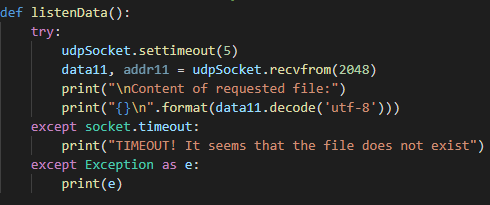 def listenData():
    try:
        udpSocket.settimeout(5)
        data11, addr11 = udpSocket.recvfrom(2048)
        print("\nContent of requested file:")
        print("{}\n".format(data11.decode('utf-8')))
    except socket.timeout:
        print("TIMEOUT! It seems that the file does not exist")
    except Exception as e:
        print(e)